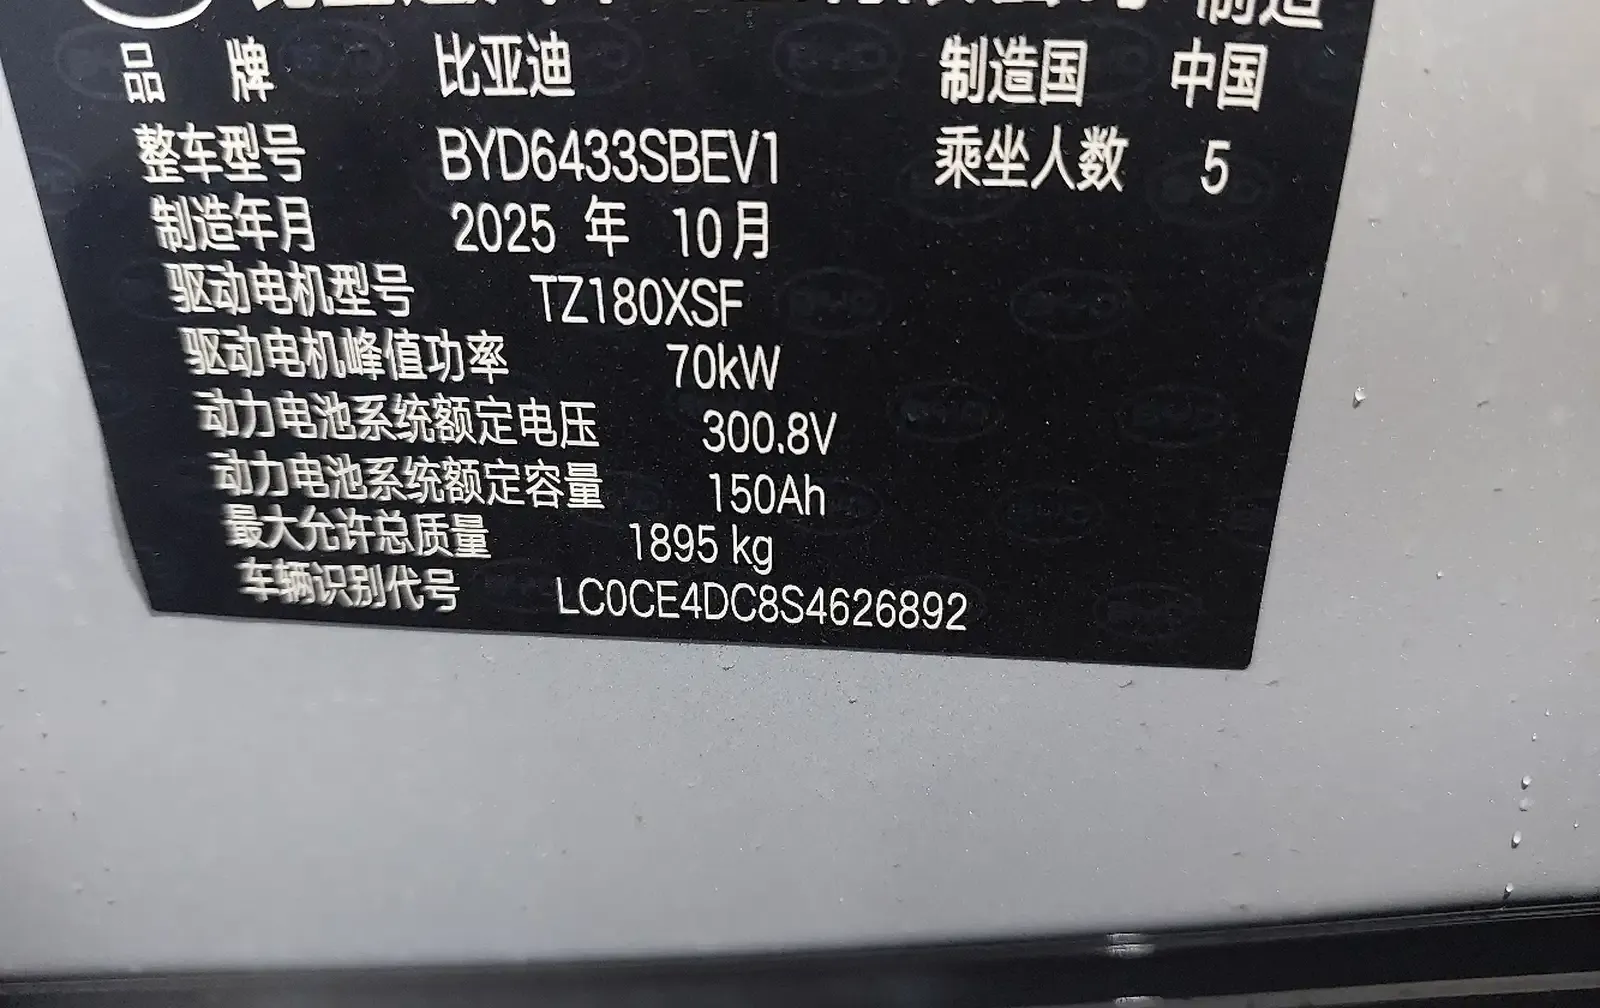 制造
品 牌 比亚迪 制造国 中国
整车型号 BYD6433SBEV1 乘坐人数 5
制造年月 2025 年 10月
驱动电机型号 TZ180XSF
驱动电机峰值功率 70kW
动力电池系统额定电压 300.8V
动力电池系统额定容量 150Ah
最大允许总质量 1895 kg
车辆识别代号 LC0CE4DC8S4626892